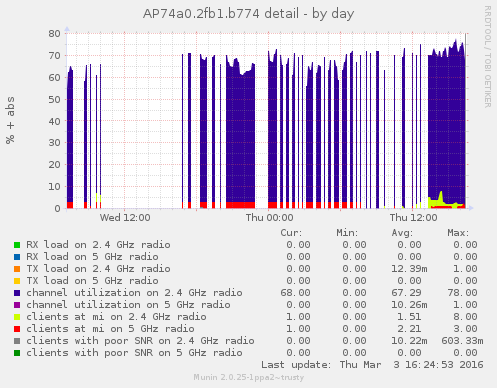 AP74a0.2fb1.b774 detail - by day
RRDTOOL / TOBI OETIKER
% + abs
80
70
60
50
40
30
20
10
0
Wed 12:00 Thu 00:00 Thu 12:00
Cur: Min: Avg: Max:
RX load on 2.4 GHz radio 0.00 0.00 0.00 0.00
RX load on 5 GHz radio 0.00 0.00 0.00 0.00
TX load on 2.4 GHz radio 0.00 0.00 12.39m 1.00
TX load on 5 GHz radio 0.00 0.00 0.00 0.00
channel utilization on 2.4 GHz radio 68.00 0.00 67.29 78.00
channel utilization on 5 GHz radio 0.00 0.00 10.26m 1.00
clients at mi on 2.4 GHz radio 1.00 0.00 1.51 8.00
clients at mi on 5 GHz radio 1.00 0.00 2.21 3.00
clients with poor SNR on 2.4 GHz radio 0.00 0.00 10.22m 603.33m
clients with poor SNR on 5 GHz radio 0.00 0.00 0.00 0.00
Last update: Thu Mar 3 16:24:53 2016
Munin 2.0.25-1ppa2~trusty